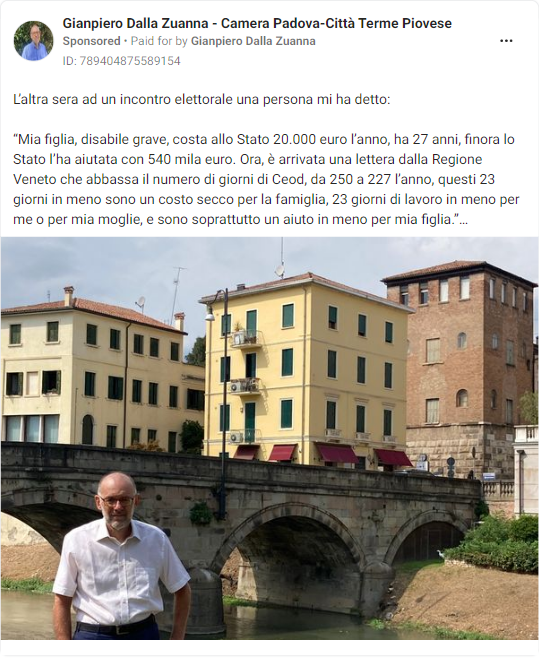 Gianpiero Dalla Zuanna - Camera Padova-Città Terme Piovese
Sponsored • Paid for by Gianpiero Dalla Zuanna
ID: 789404875589154
L'altra sera ad un incontro elettorale una persona mi ha detto:
“Mia figlia, disabile grave, costa allo Stato 20.000 euro l'anno, ha 27 anni, finora lo
Stato l'ha aiutata con 540 mila euro. Ora, è arrivata una lettera dalla Regione
Veneto che abbassa il numero di giorni di Ceod, da 250 a 227 l'anno, questi 23
giorni in meno sono un costo secco per la famiglia, 23 giorni di lavoro in meno per
me o per mia moglie, e sono soprattutto un aiuto in meno per mia figlia.”...